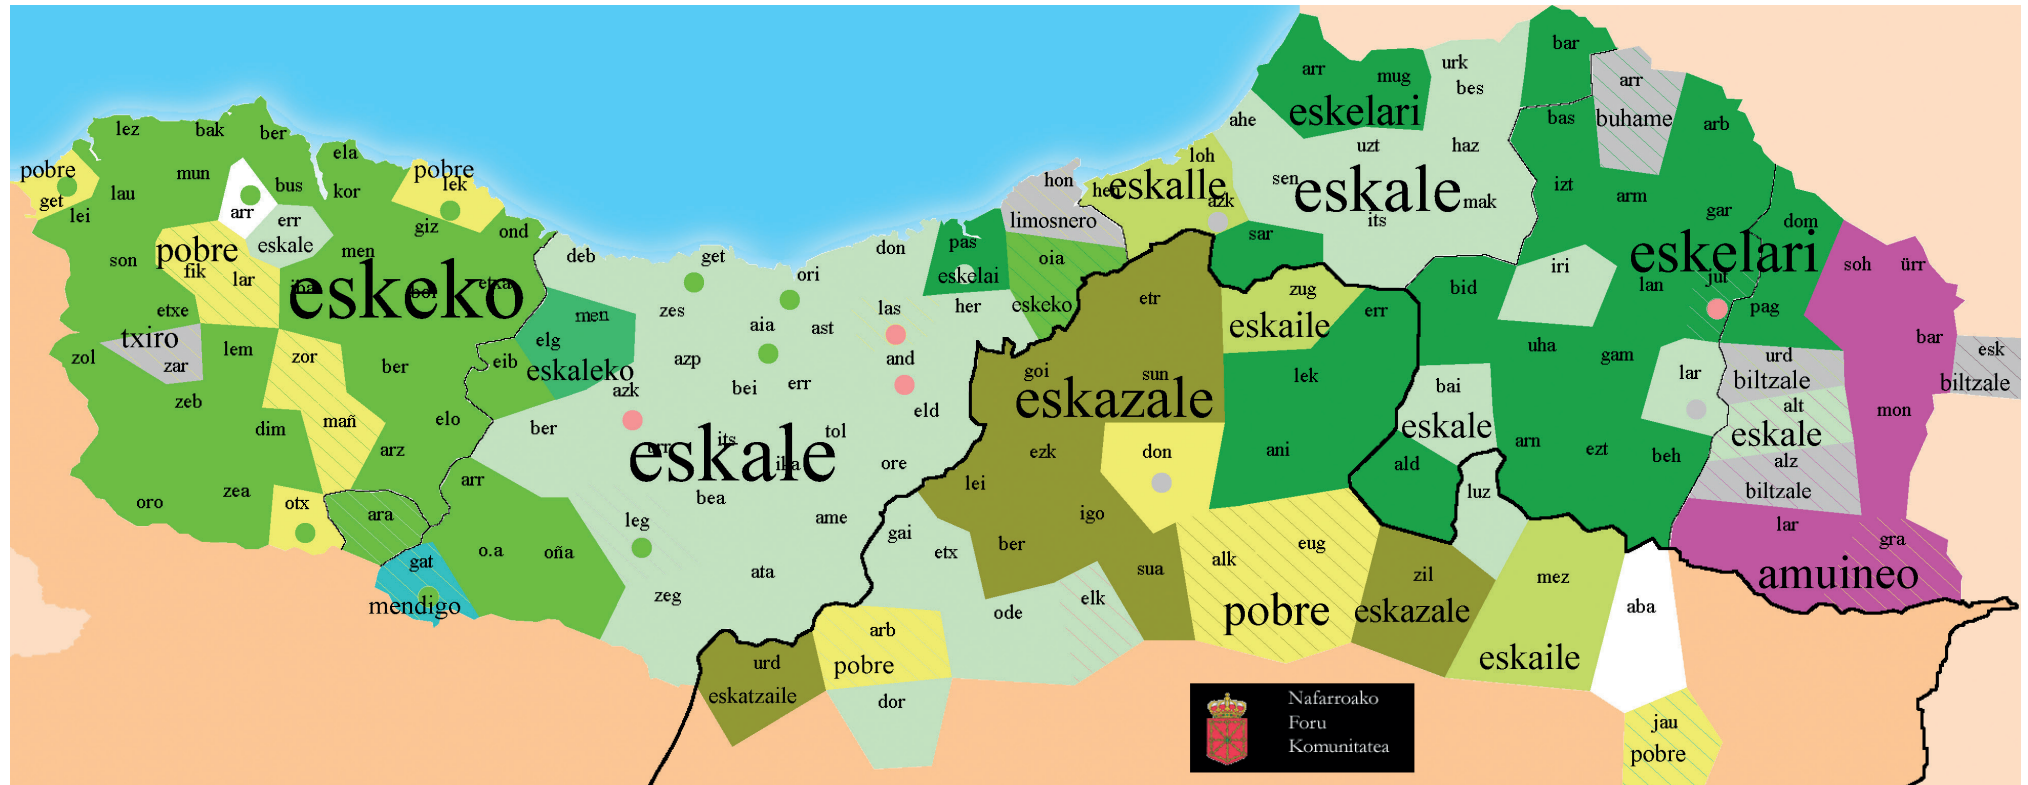 lez
bak
ber
ela
pobre
get
lei
lau
mun
bus
kor
arr
err
eskale
pobre
lek
giz
ond
men
son
pobre
fik
lar
eskeko
etxe
txiro
zar
zol
lem
zor
ber
zeb
dim
mañ
elo
arz
zea
oro
otx
ara
gat
mendigo
arr
o.a
oña
eib
deb
men
elg
eskaleko
azk
ber
get
ori
zes
aia
ast
azp
bei
err
don
las
and
eld
eskale
its
tol
ika
ore
bea
leg
ame
ata
zeg
pas
eskelai
her
hon
limosnero
oia
eskeko
loh
eskalle
azk
ahe
arr
mug
eskelari
urk
bes
uzt
haz
sen
eskale
mak
its
sar
bar
arr
buhame
bas
arb
izt
arm
gar
eskelari
dom
iri
lan
jut
pag
bid
uha
gam
lar
bai
eskale
arn
ezt
beh
ald
luz
soh
ürr
bar
mon
esk
biltzale
urd
biltzale
alt
eskale
alz
biltzale
lar
gra
amuineo
etr
zug
eskaile
err
goi
sun
eskazale
lek
ezk
don
ani
lei
igo
ber
sua
gai
etx
ode
elk
alk
eug
pobre
zil
eskazale
mez
eskaile
aba
jau
pobre
urd
eskatzaile
arb
pobre
dor
Nafarroako
Foru
Komunitatea